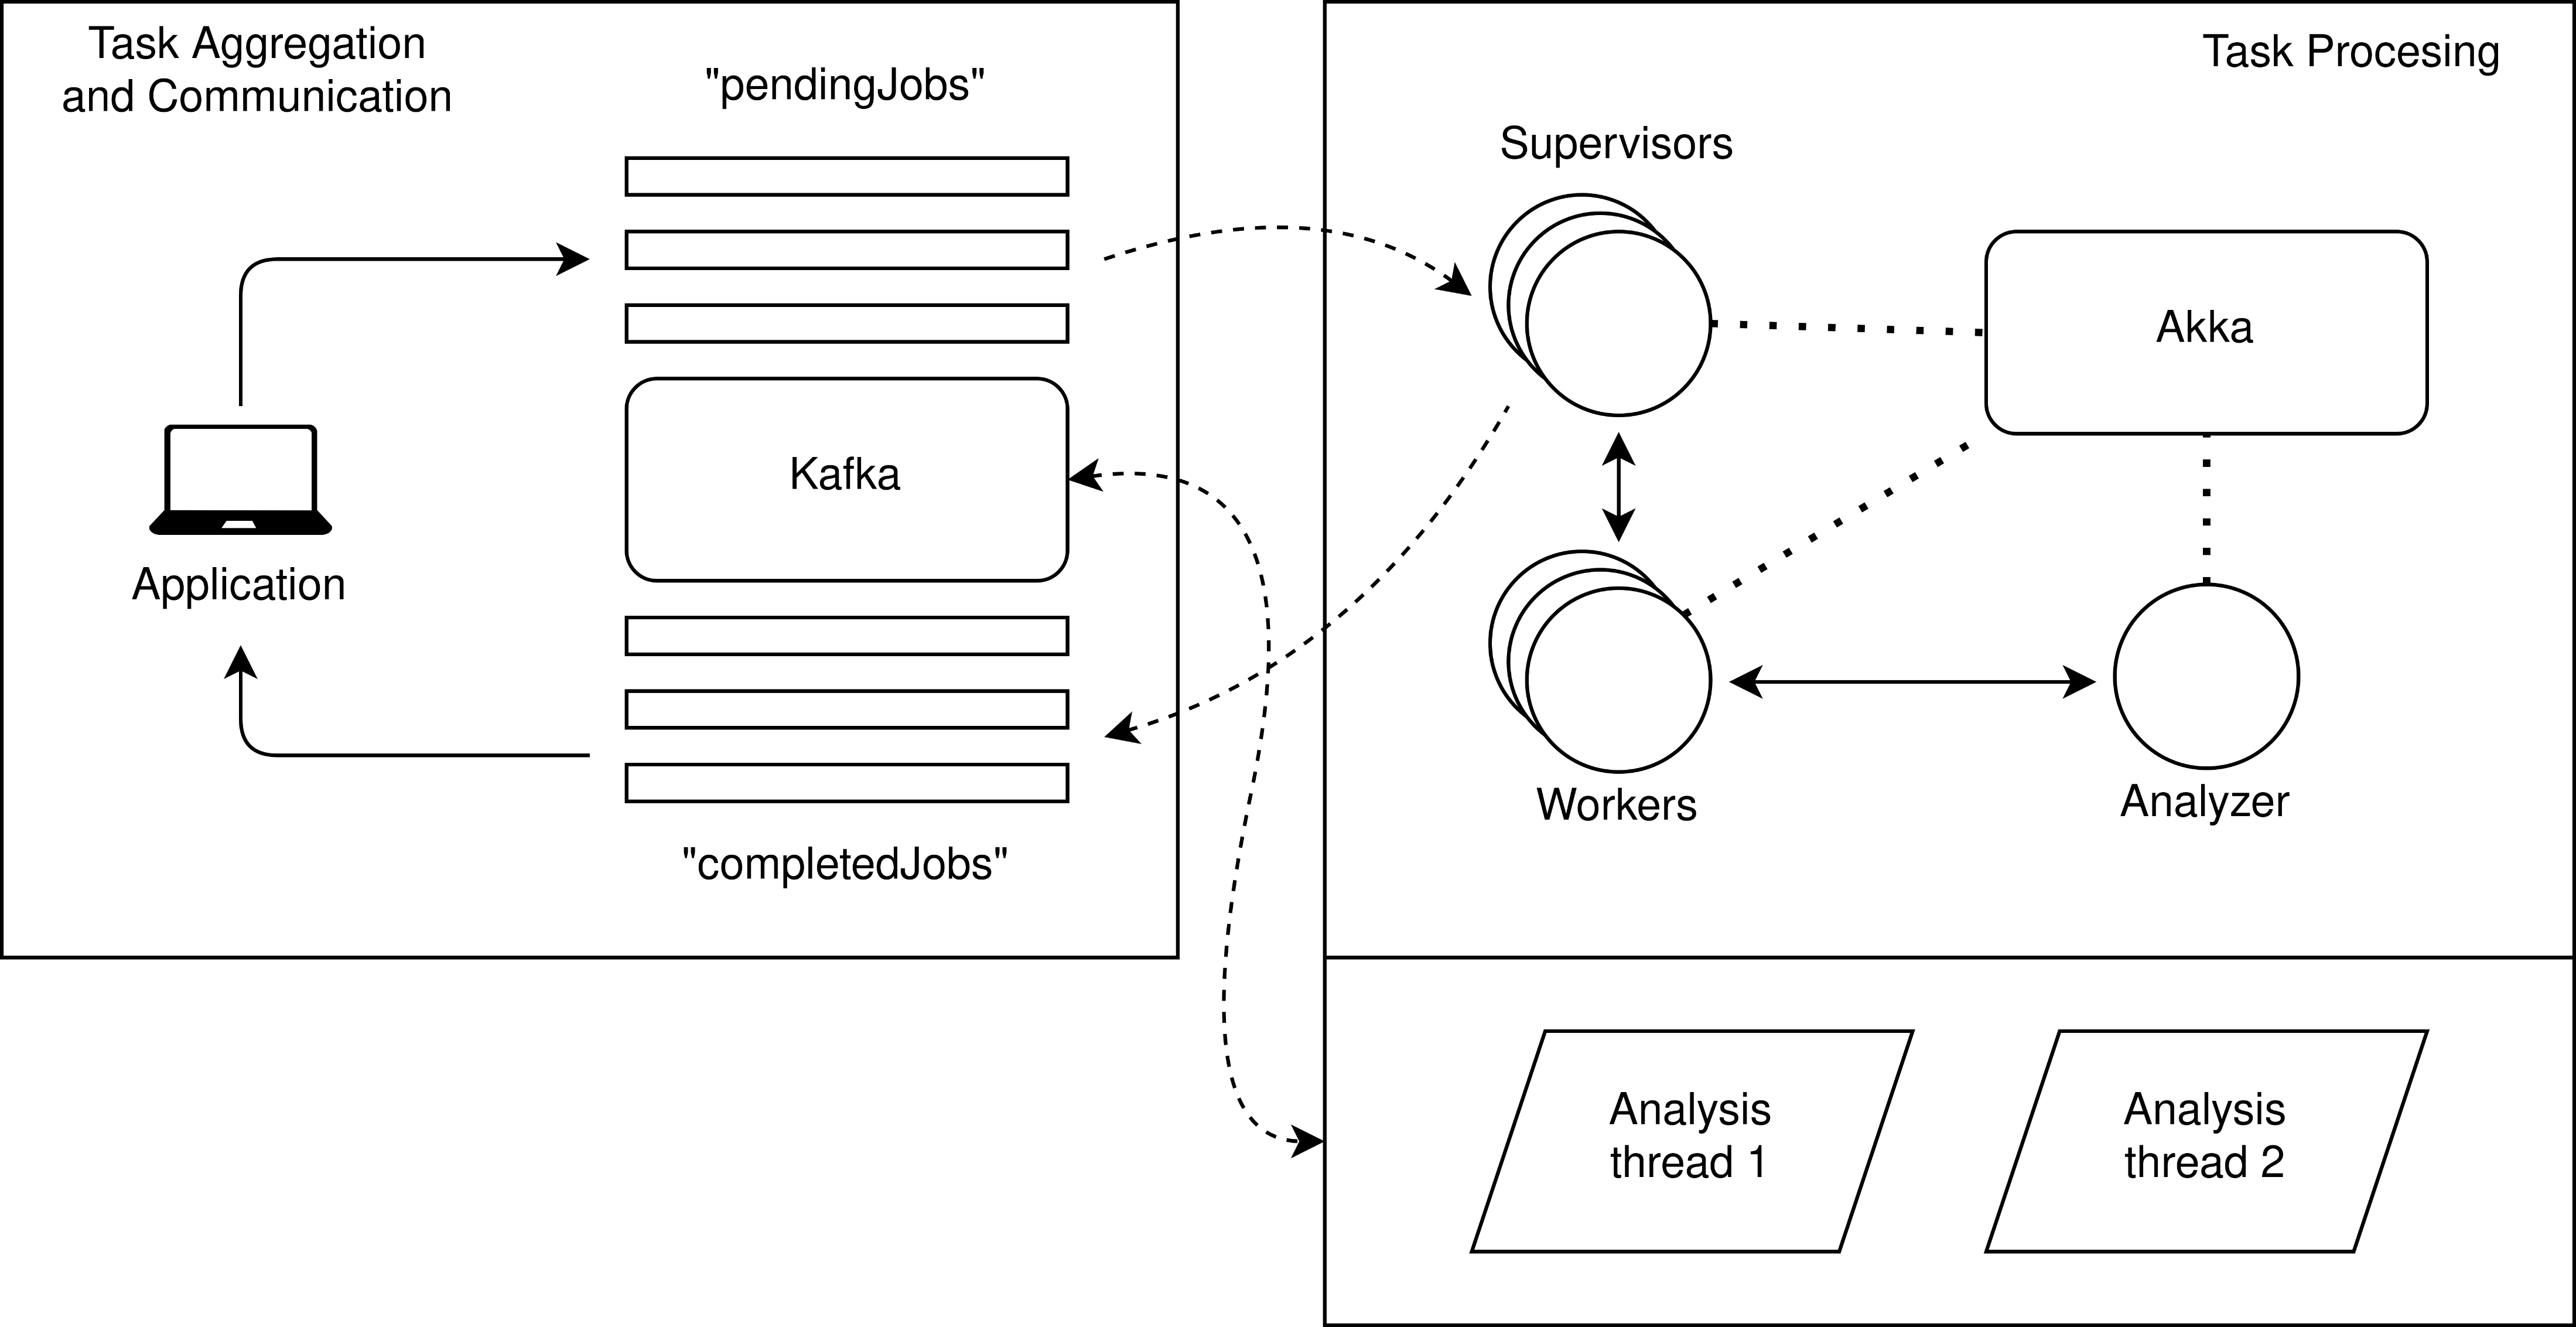 Task Aggregation
and Communication
"pendingJobs"
Kafka
Application
"completedJobs"
Task Procesing
Supervisors
Akka
Workers
Analyzer
Analysis
thread 1
Analysis
thread 2